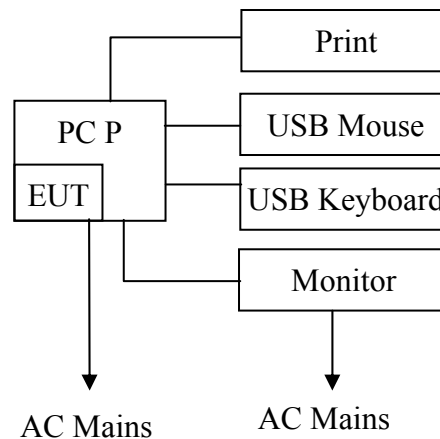 Print
PC P
USB Mouse
EUT
USB Keyboard
Monitor
AC Mains
AC Mains